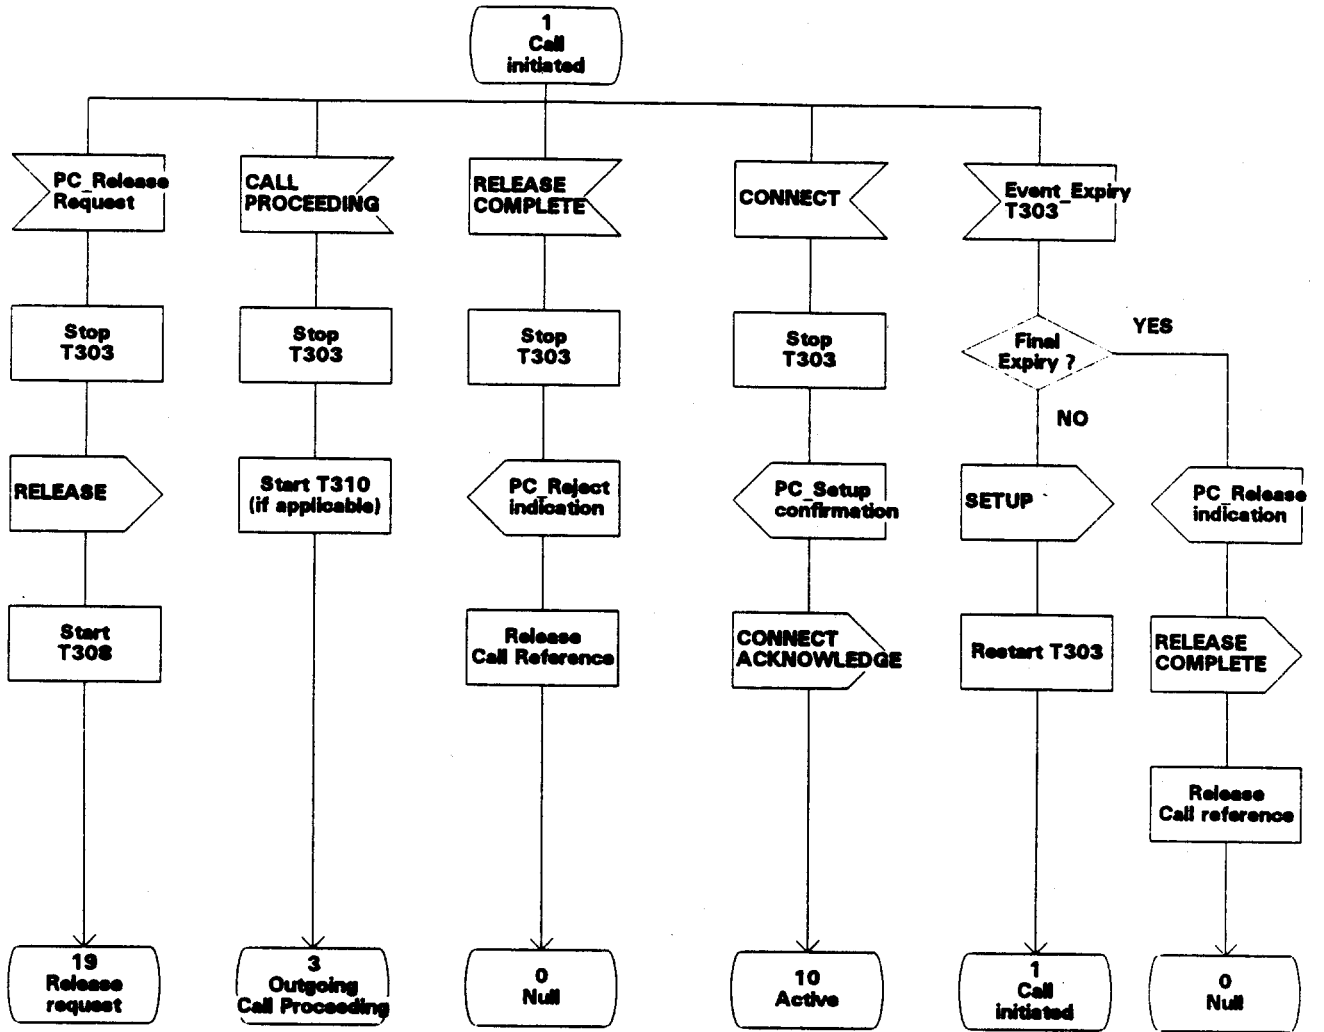 1
Call
initiated
PC_Release
Request
CALL
PROCEEDING
RELEASE
COMPLETE
CONNECT
Event_Expiry
T303
Stop
T303
Stop
T303
Stop
T303
Stop
T303
Final
Expiry ?
YES
NO
RELEASE
Start T310
(if applicable)
PC_Reject
indication
PC_Setup
confirmation
SETUP
PC_Release
indication
Start
T308
Release
Call Reference
CONNECT
ACKNOWLEDGE
Restart T303
RELEASE
COMPLETE
Release
Call reference
19
Release
request
3
Outgoing
Call Proceeding
0
Null
10
Active
1
Call
initiated
0
Null